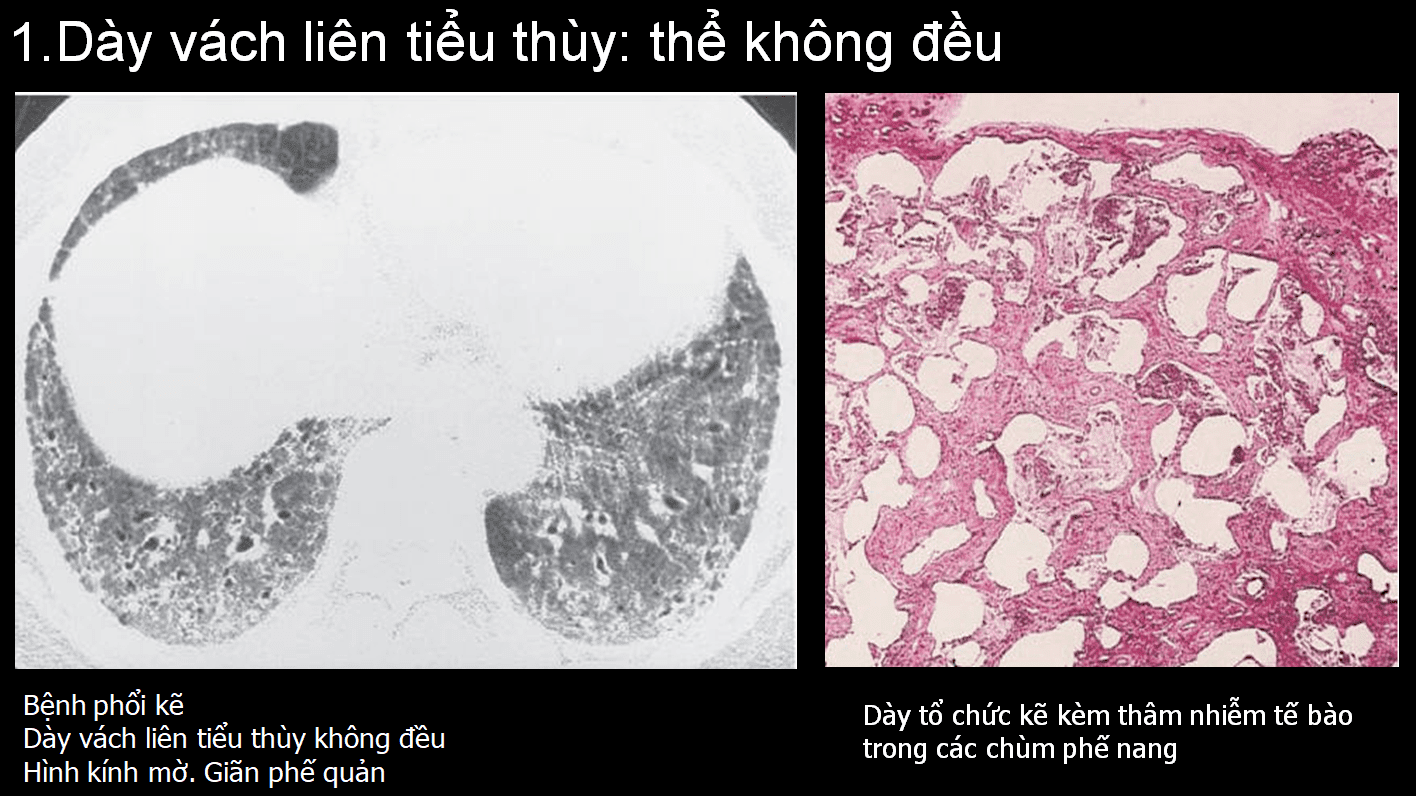 1.Dày vách liên tiểu thùy: thể không đều
Bệnh phổi kẽ
Dày vách liên tiểu thùy không đều
Hình kính mờ. Giãn phế quản
Dày tổ chức kẽ kèm thâm nhiễm tế bào
trong các chùm phế nang